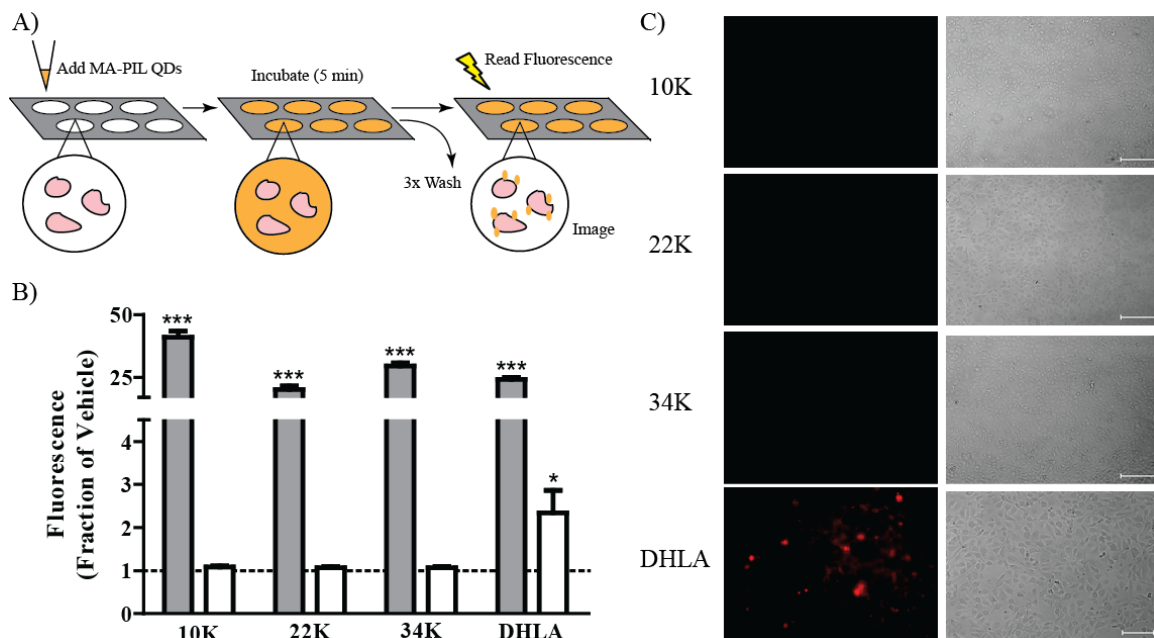 A)
Add MA-PIL QDs
Incubate (5 min)
Read Fluorescence
3x Wash
Image
B)
Fluorescence
(Fraction of Vehicle)
50
25
4
3
2
1
0
***
***
***
***
*
10K
22K
34K
DHLA
C)
10K
22K
34K
DHLA